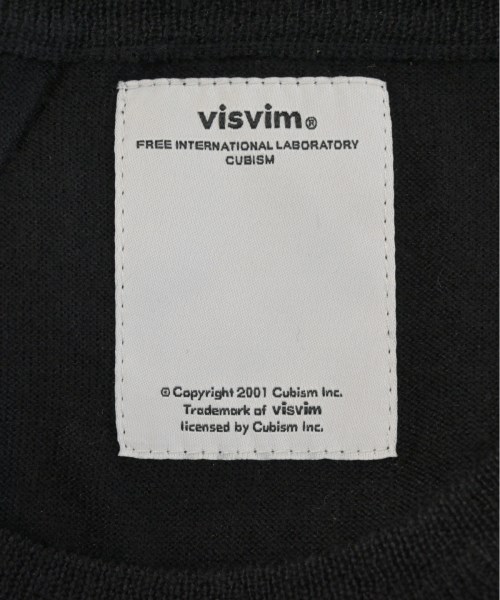 visvim®
FREE INTERNATIONAL LABORATORY
CUBISM
© Copyright 2001 Cubism Inc.
Trademark of visvim
licensed by Cubism Inc.